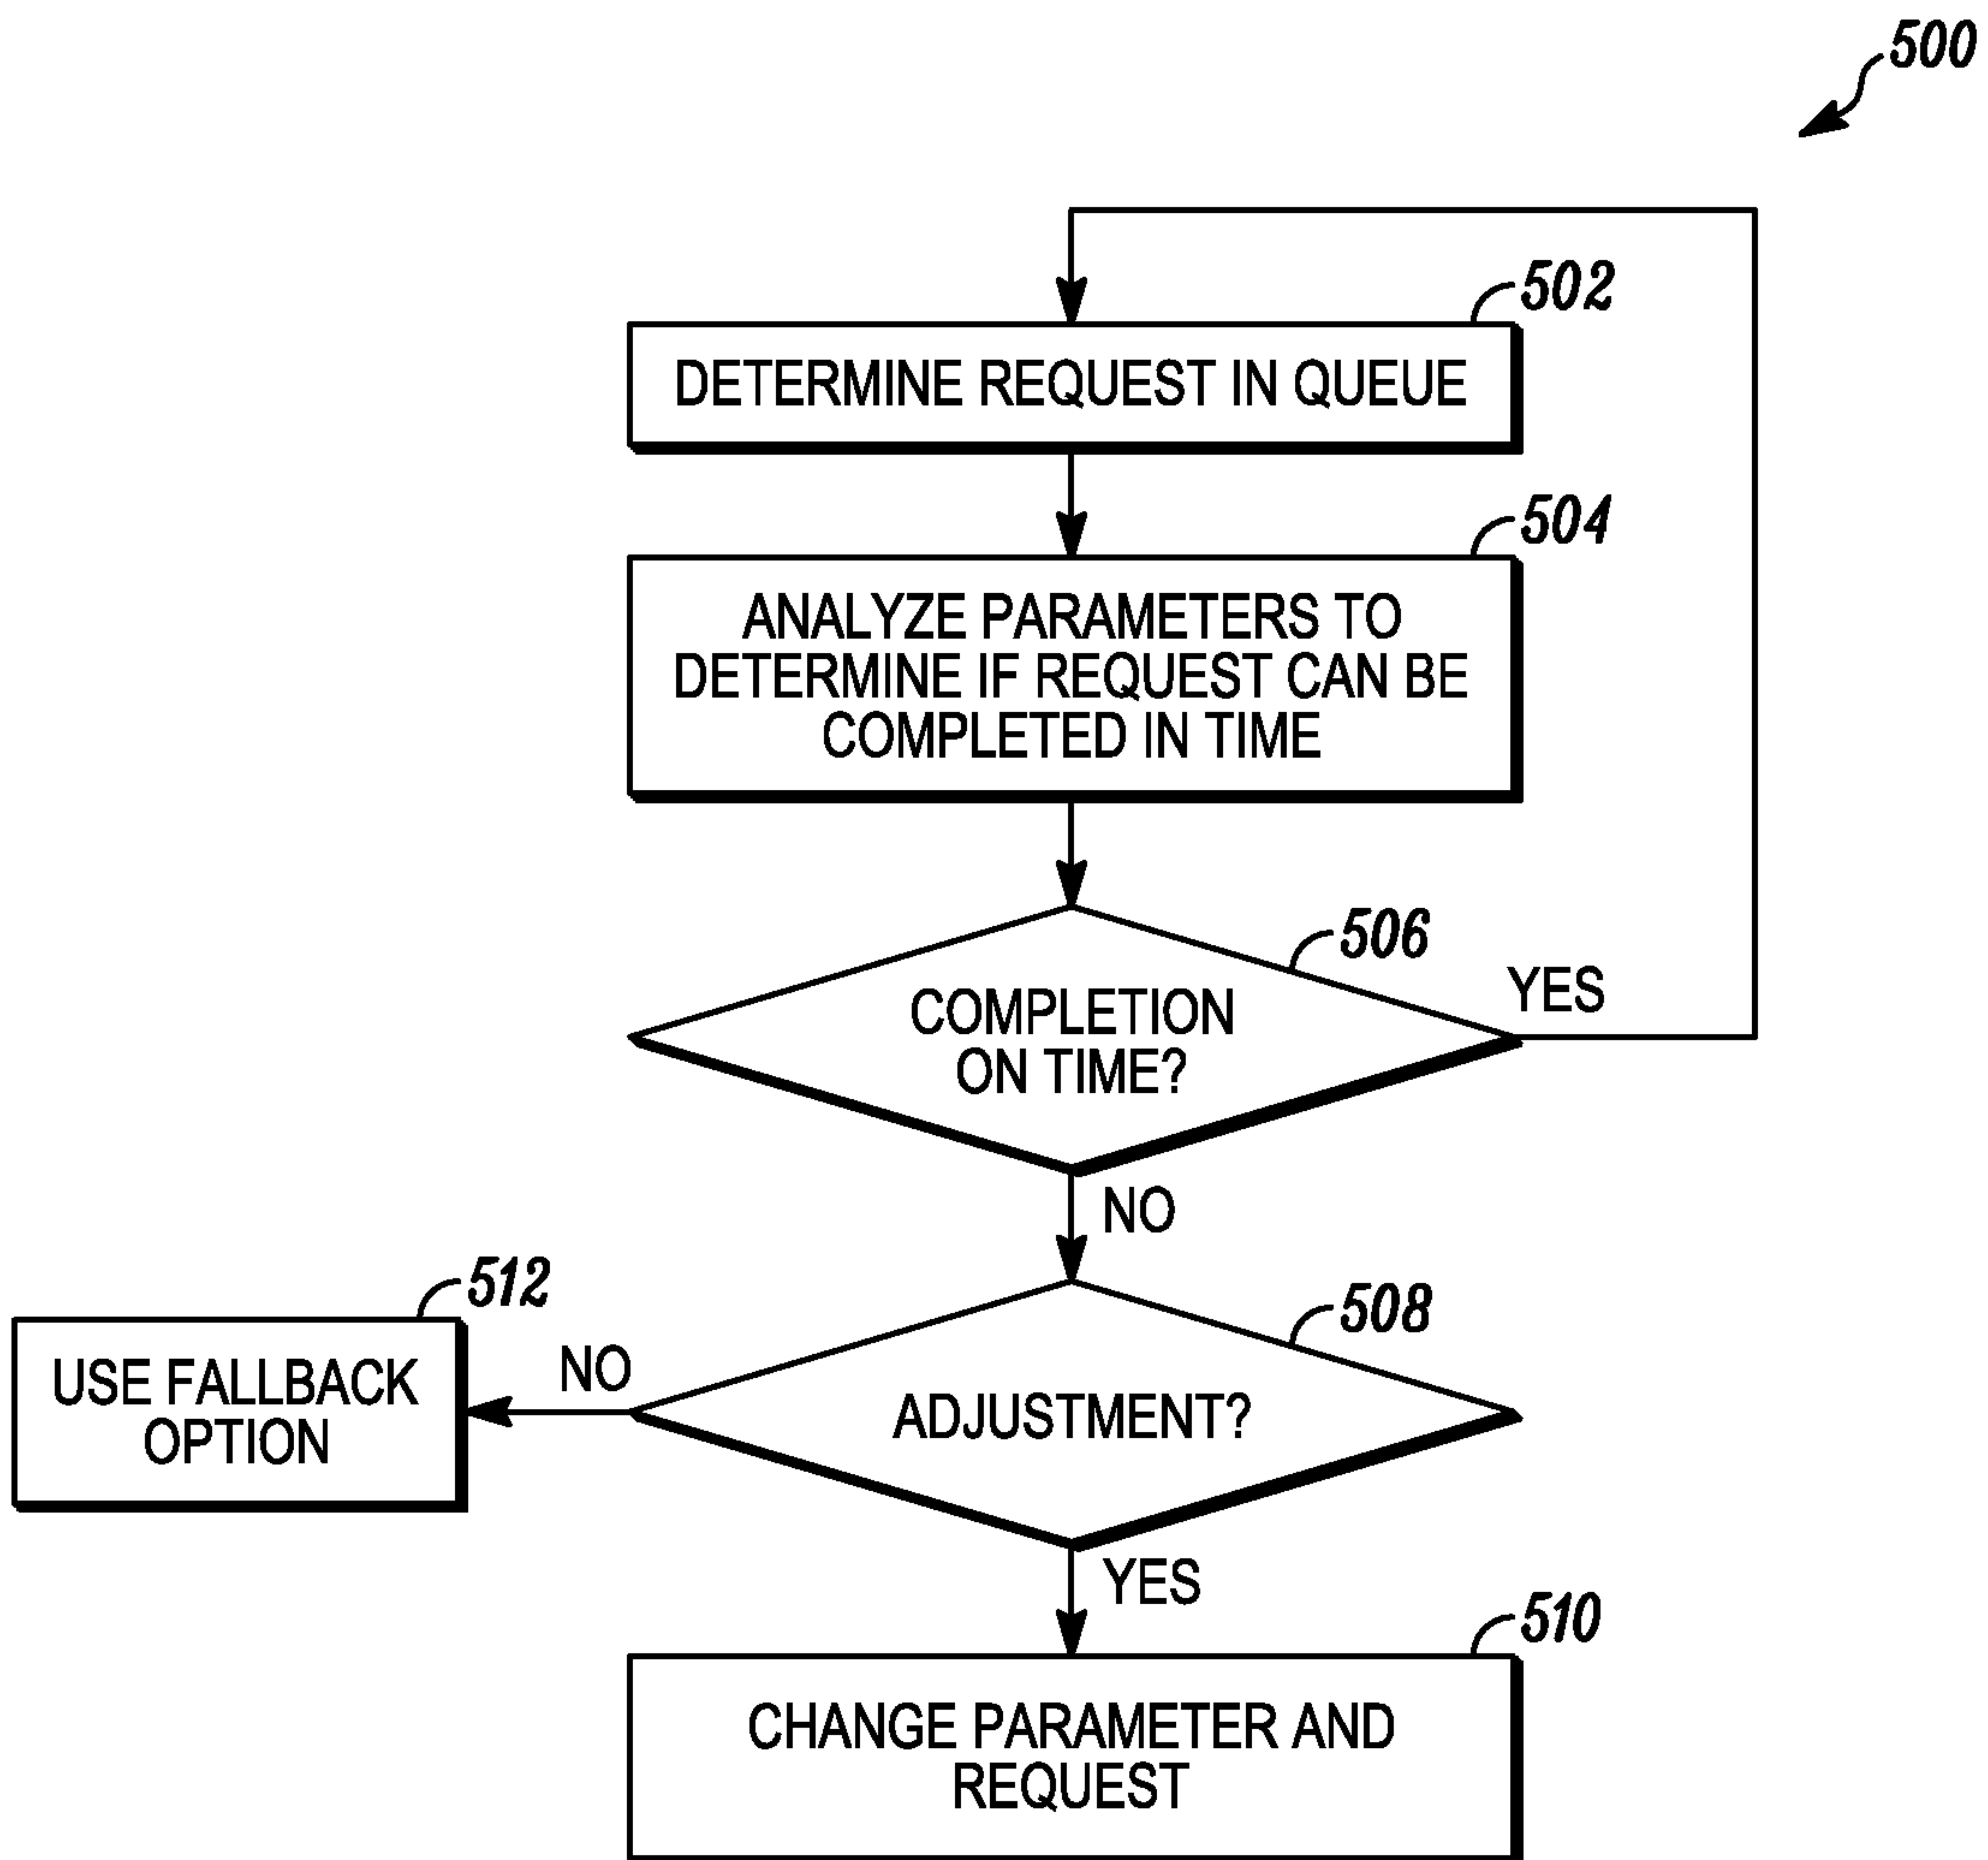 500
502
DETERMINE REQUEST IN QUEUE
504
ANALYZE PARAMETERS TO
DETERMINE IF REQUEST CAN BE
COMPLETED IN TIME
506
YES
COMPLETION
ON TIME?
NO
512
508
USE FALLBACK
OPTION
NO
ADJUSTMENT?
YES
510
CHANGE PARAMETER AND
REQUEST